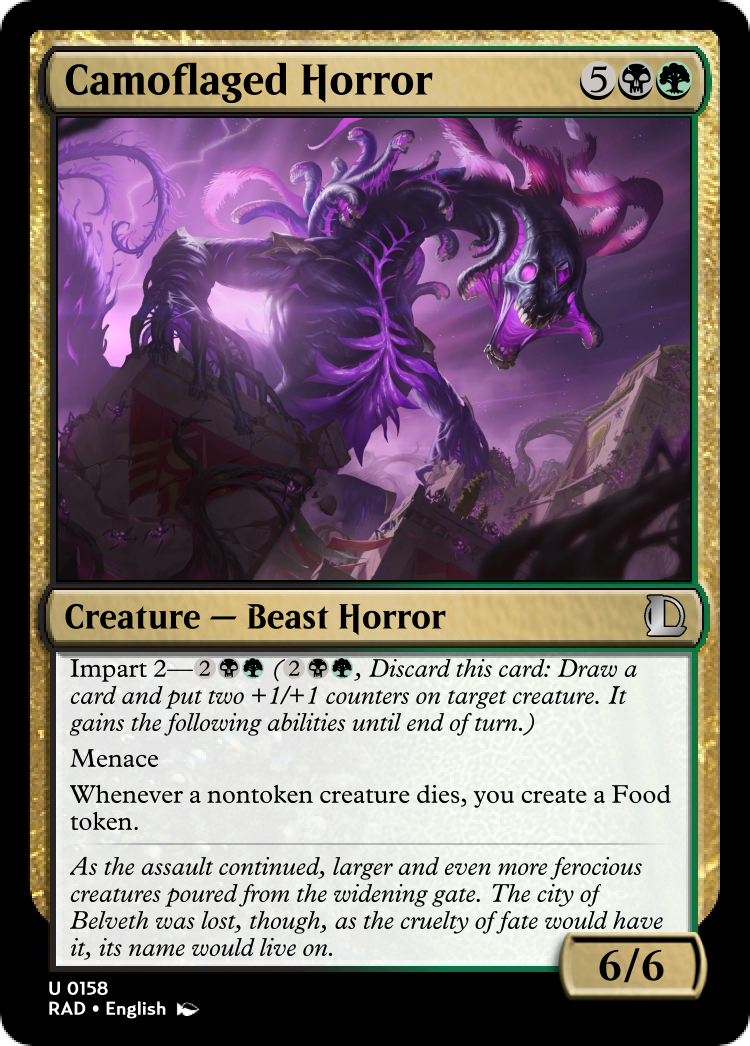 Camoflaged Horror 5
Creature — Beast Horror
Impart 2—2 (2, Discard this card: Draw a
card and put two +1/+1 counters on target creature. It
gains the following abilities until end of turn.)
Menace
Whenever a nontoken creature dies, you create a Food
token.
As the assault continued, larger and even more ferocious
creatures poured from the widening gate. The city of
Belveth was lost, though, as the cruelty of fate would have
it, its name would live on.
6/6
U 0158
RAD • English